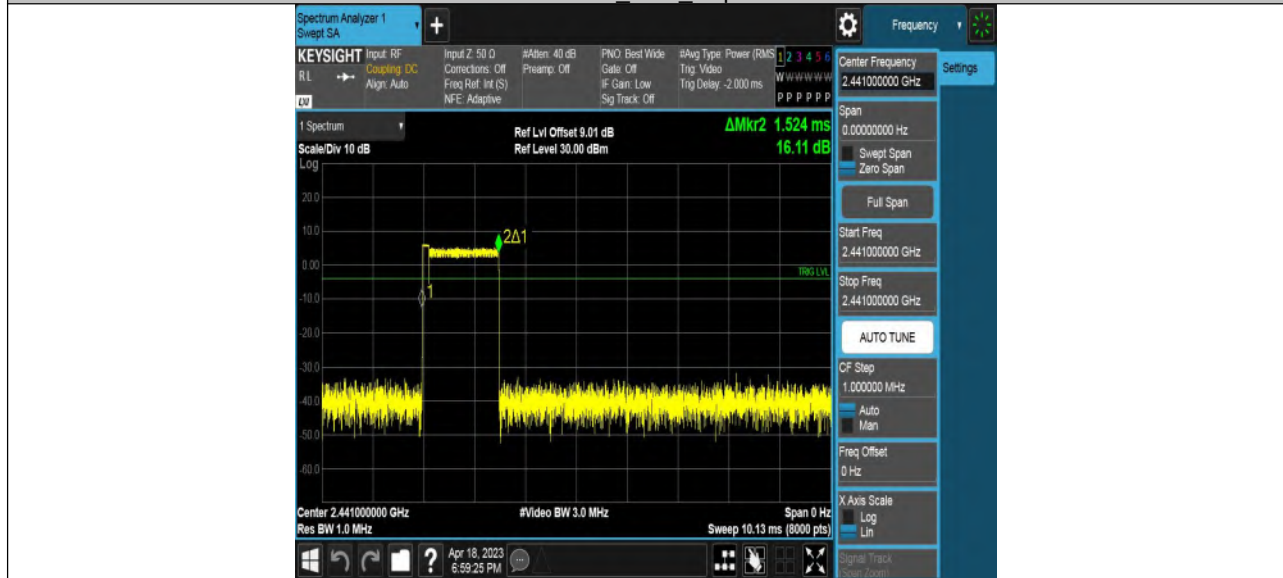 Spectrum Analyzer 1
Swept SA
+
Frequency
KEYSIGHT
RL
LXI
Input: RF
Coupling: DC
Align: Auto
Input Z: 50 Ω
Corrections: Off
Freq Ref: Int (S)
NFE: Adaptive
#Atten: 40 dB
Preamp: Off
PNO: Best Wide
Gate: Off
IF Gain: Low
Sig Track: Off
#Avg Type: Power (RMS
Trig: Video
Trig Delay: -2.000 ms
1 2 3 4 5 6
W W W W W W
P P P P P P
1 Spectrum
Scale/Div 10 dB
Log
Ref Lvl Offset 9.01 dB
Ref Level 30.00 dBm
ΔMkr2 1.524 ms
16.11 dB
20.0
10.0
0.00
-10.0
-20.0
-30.0
-40.0
-50.0
-60.0
2Δ1
1
TRIG LVL
Center 2.441000000 GHz
Res BW 1.0 MHz
#Video BW 3.0 MHz
Span 0 Hz
Sweep 10.13 ms (8000 pts)
?
Apr 18, 2023
6:59:25 PM
Settings
Center Frequency
2.441000000 GHz
Span
0.00000000 Hz
Swept Span
Zero Span
Full Span
Start Freq
2.441000000 GHz
Stop Freq
2.441000000 GHz
AUTO TUNE
CF Step
1.000000 MHz
Auto
Man
Freq Offset
0 Hz
X Axis Scale
Log
Lin
Signal Track
(Span Zoom)